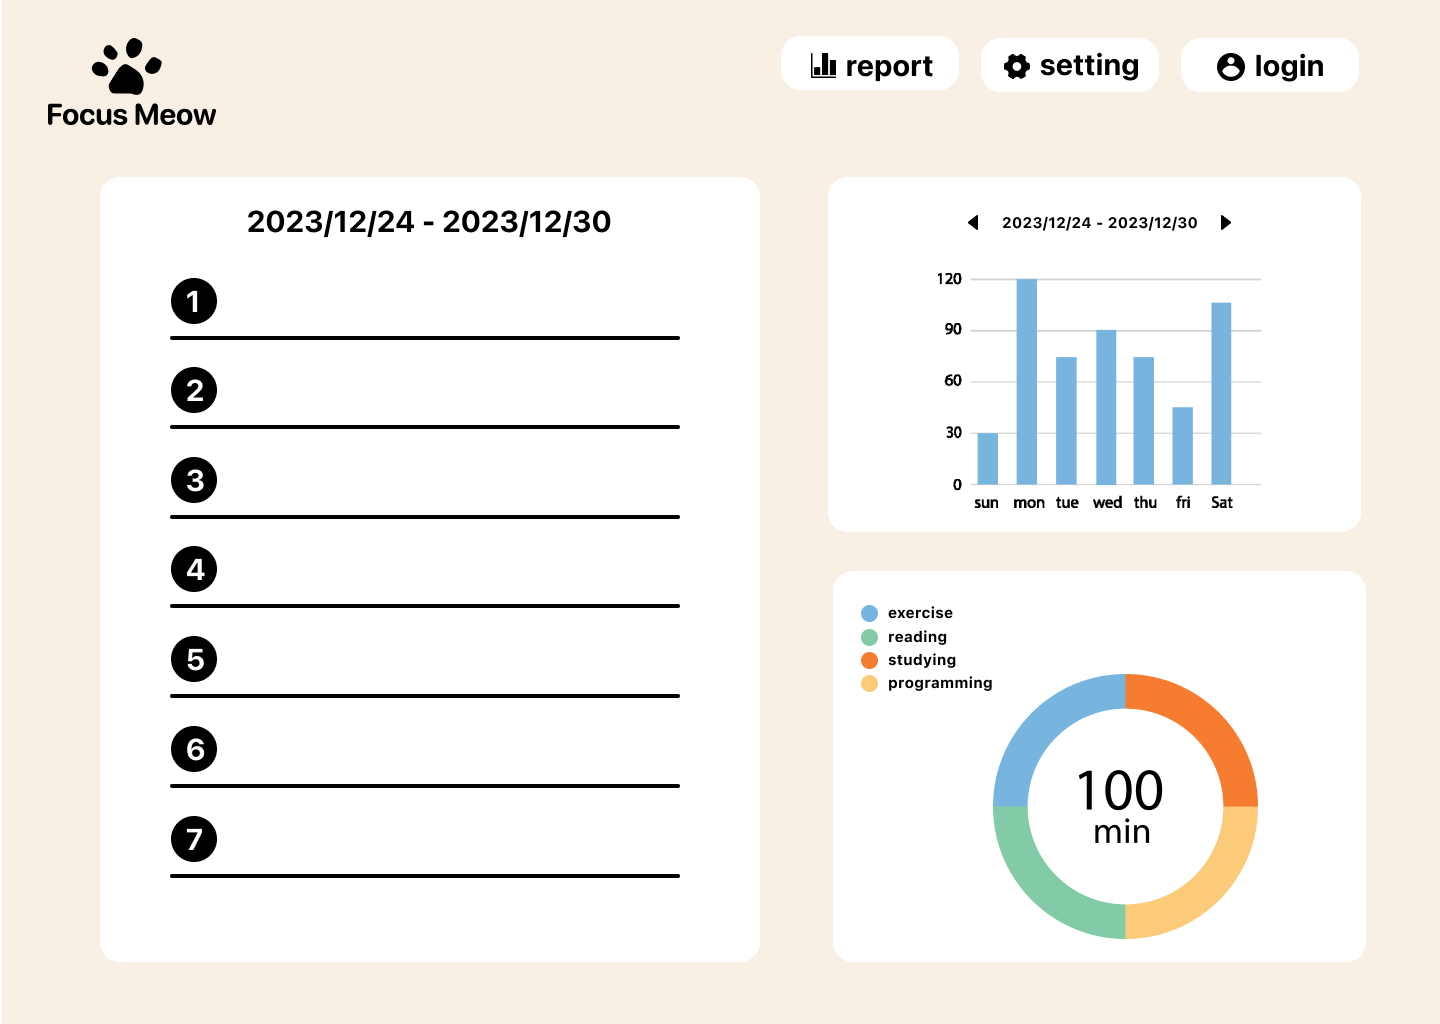 Focus Meow
report
setting
login
2023/12/24 - 2023/12/30
1
2
3
4
5
6
7
2023/12/24 - 2023/12/30
120
90
60
30
0
sun mon tue wed thu fri Sat
exercise
reading
studying
programming
100
min